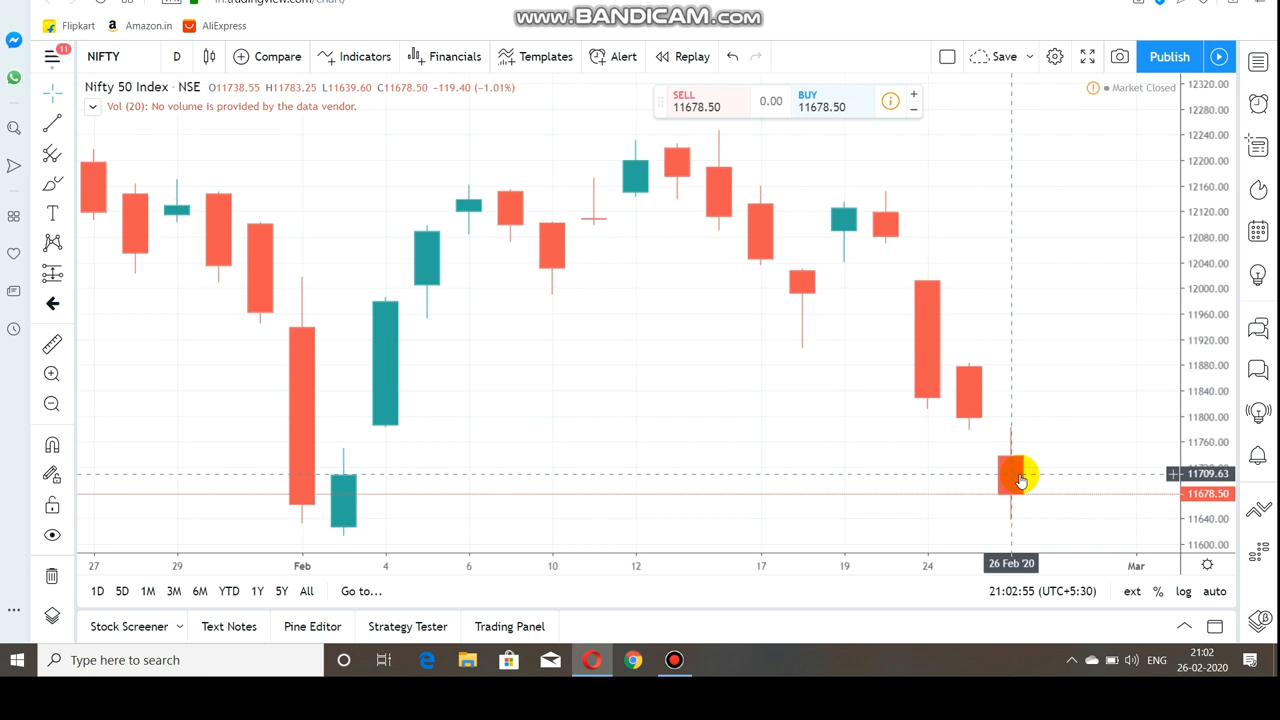 www.BANDICAM.com
Flipkart
Amazon.in
AliExpress
11
NIFTY
D
Compare
Indicators
Financials
Templates
Alert
Replay
Save
Publish
Nifty 50 Index · NSE O11738.55 H11783.25 L11639.60 C11678.50 −119.40 (−1.01%)
Vol (20): No volume is provided by the data vendor.
SELL
11678.50
0.00
BUY
11678.50
Market Closed
12320.00
12280.00
12240.00
12200.00
12160.00
12120.00
12080.00
12040.00
12000.00
11960.00
11920.00
11880.00
11840.00
11800.00
11760.00
11709.63
11678.50
11640.00
11600.00
27
29
Feb
4
6
10
12
17
19
24
26 Feb '20
Mar
1D 5D 1M 3M 6M YTD 1Y 5Y All
Go to...
21:02:55 (UTC+5:30)
ext % log auto
Stock Screener
Text Notes
Pine Editor
Strategy Tester
Trading Panel
Type here to search
ENG
21:02
26-02-2020